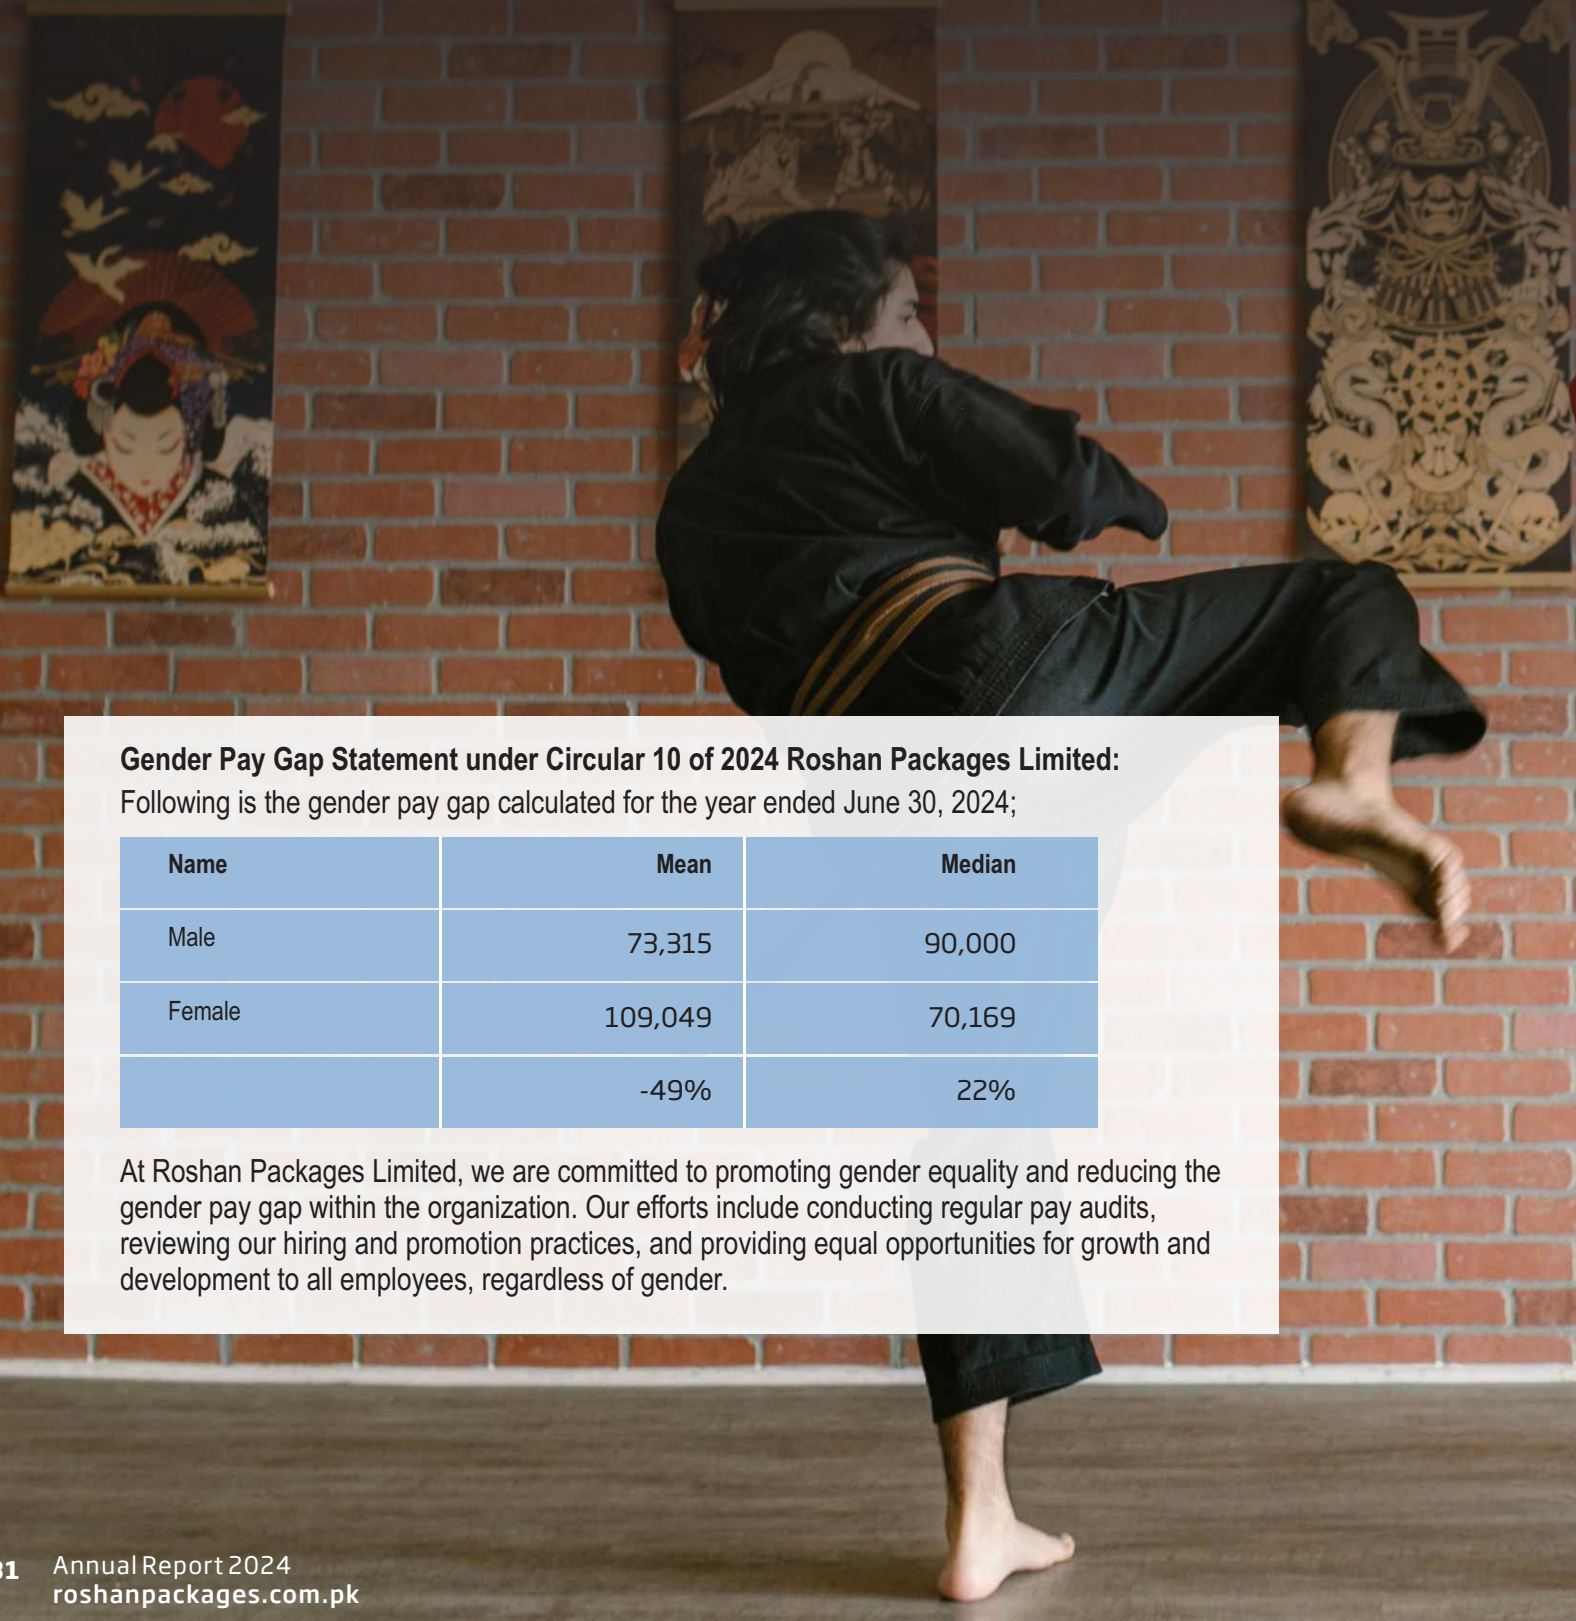 Gender Pay Gap Statement under Circular 10 of 2024 Roshan Packages Limited:
Following is the gender pay gap calculated for the year ended June 30, 2024;
Name Mean Median
Male 73,315 90,000
Female 109,049 70,169
-49% 22%
At Roshan Packages Limited, we are committed to promoting gender equality and reducing the
gender pay gap within the organization. Our efforts include conducting regular pay audits,
reviewing our hiring and promotion practices, and providing equal opportunities for growth and
development to all employees, regardless of gender.
Annual Report 2024
roshanpackages.com.pk